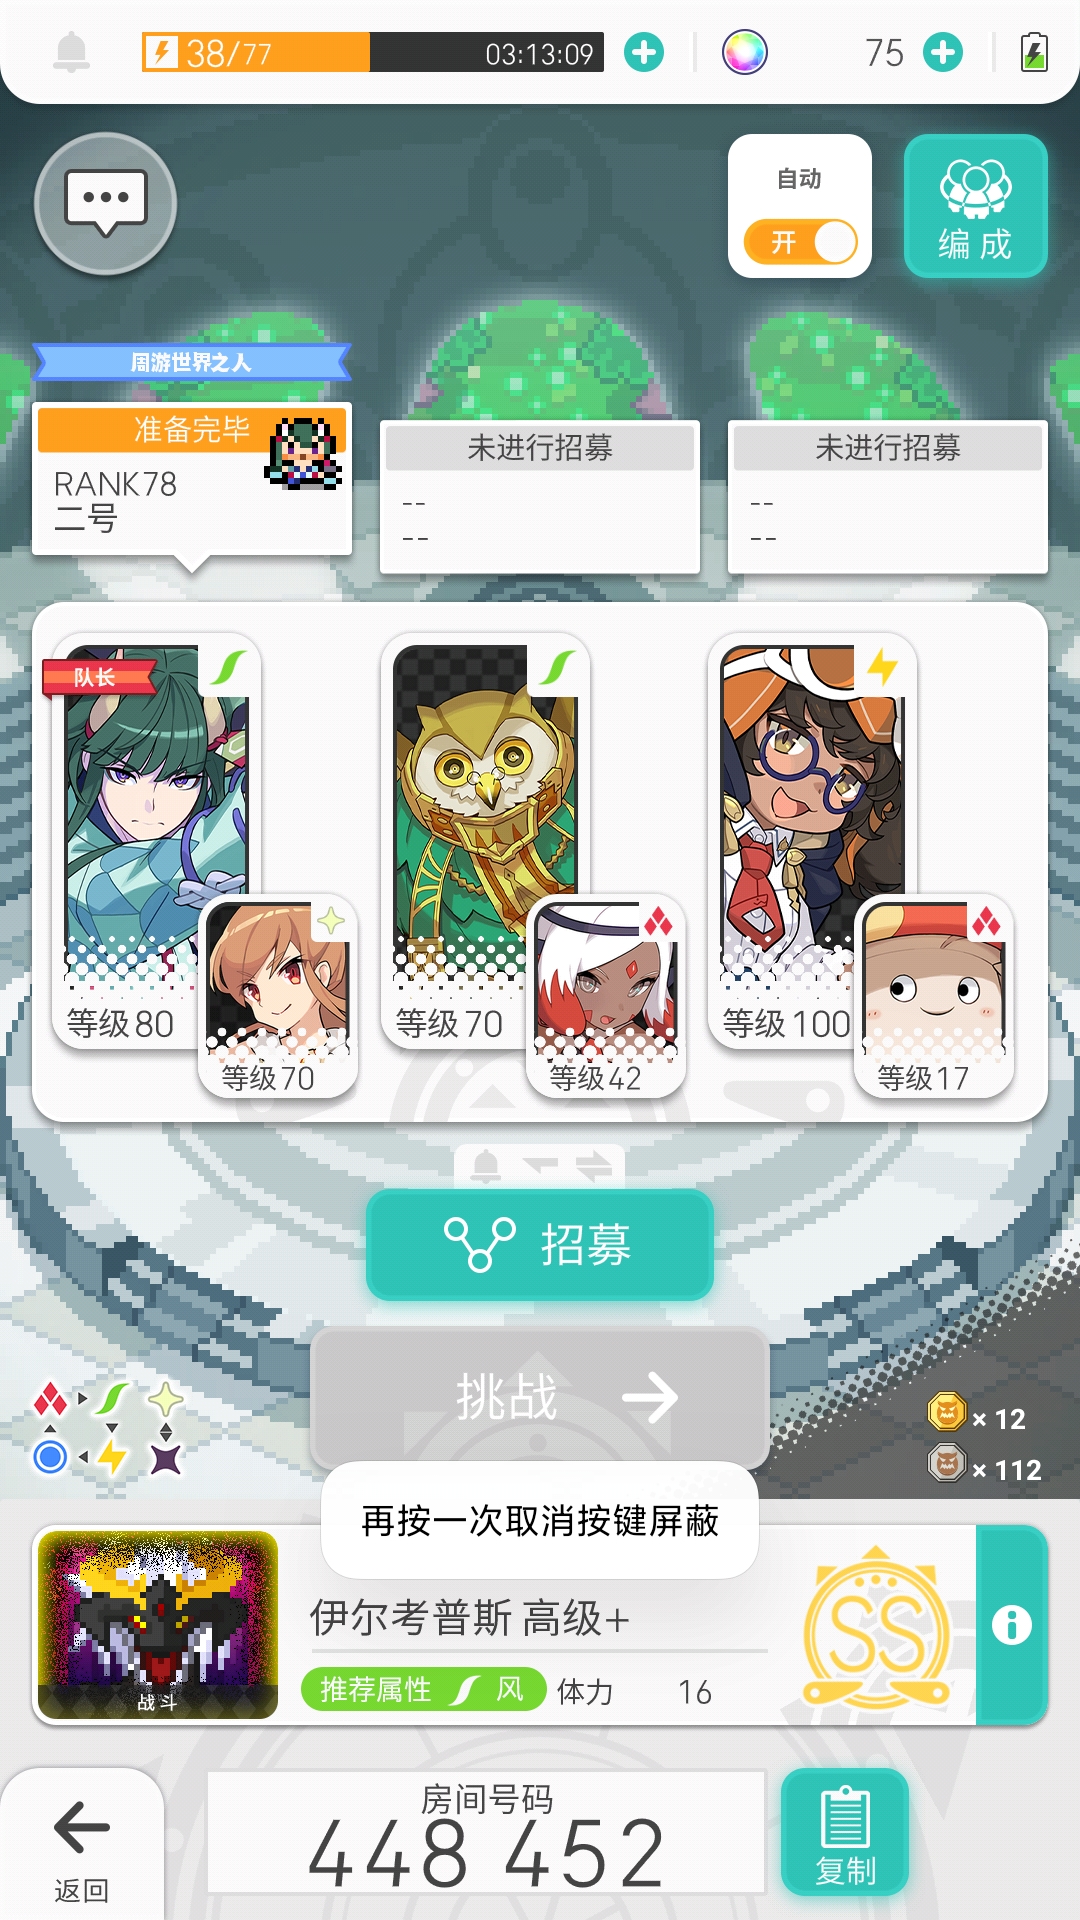 38/77
03:13:09
75
自动
开
编成
周游世界之人
准备完毕
RANK78
二号
未进行招募
--
--
未进行招募
--
--
队长
等级80
等级70
等级70
等级42
等级100
等级17
招募
挑战
× 12
× 112
再按一次取消按键屏蔽
伊尔考普斯 高级+
推荐属性 风
体力 16
SS
战斗
返回
房间号码
448 452
复制